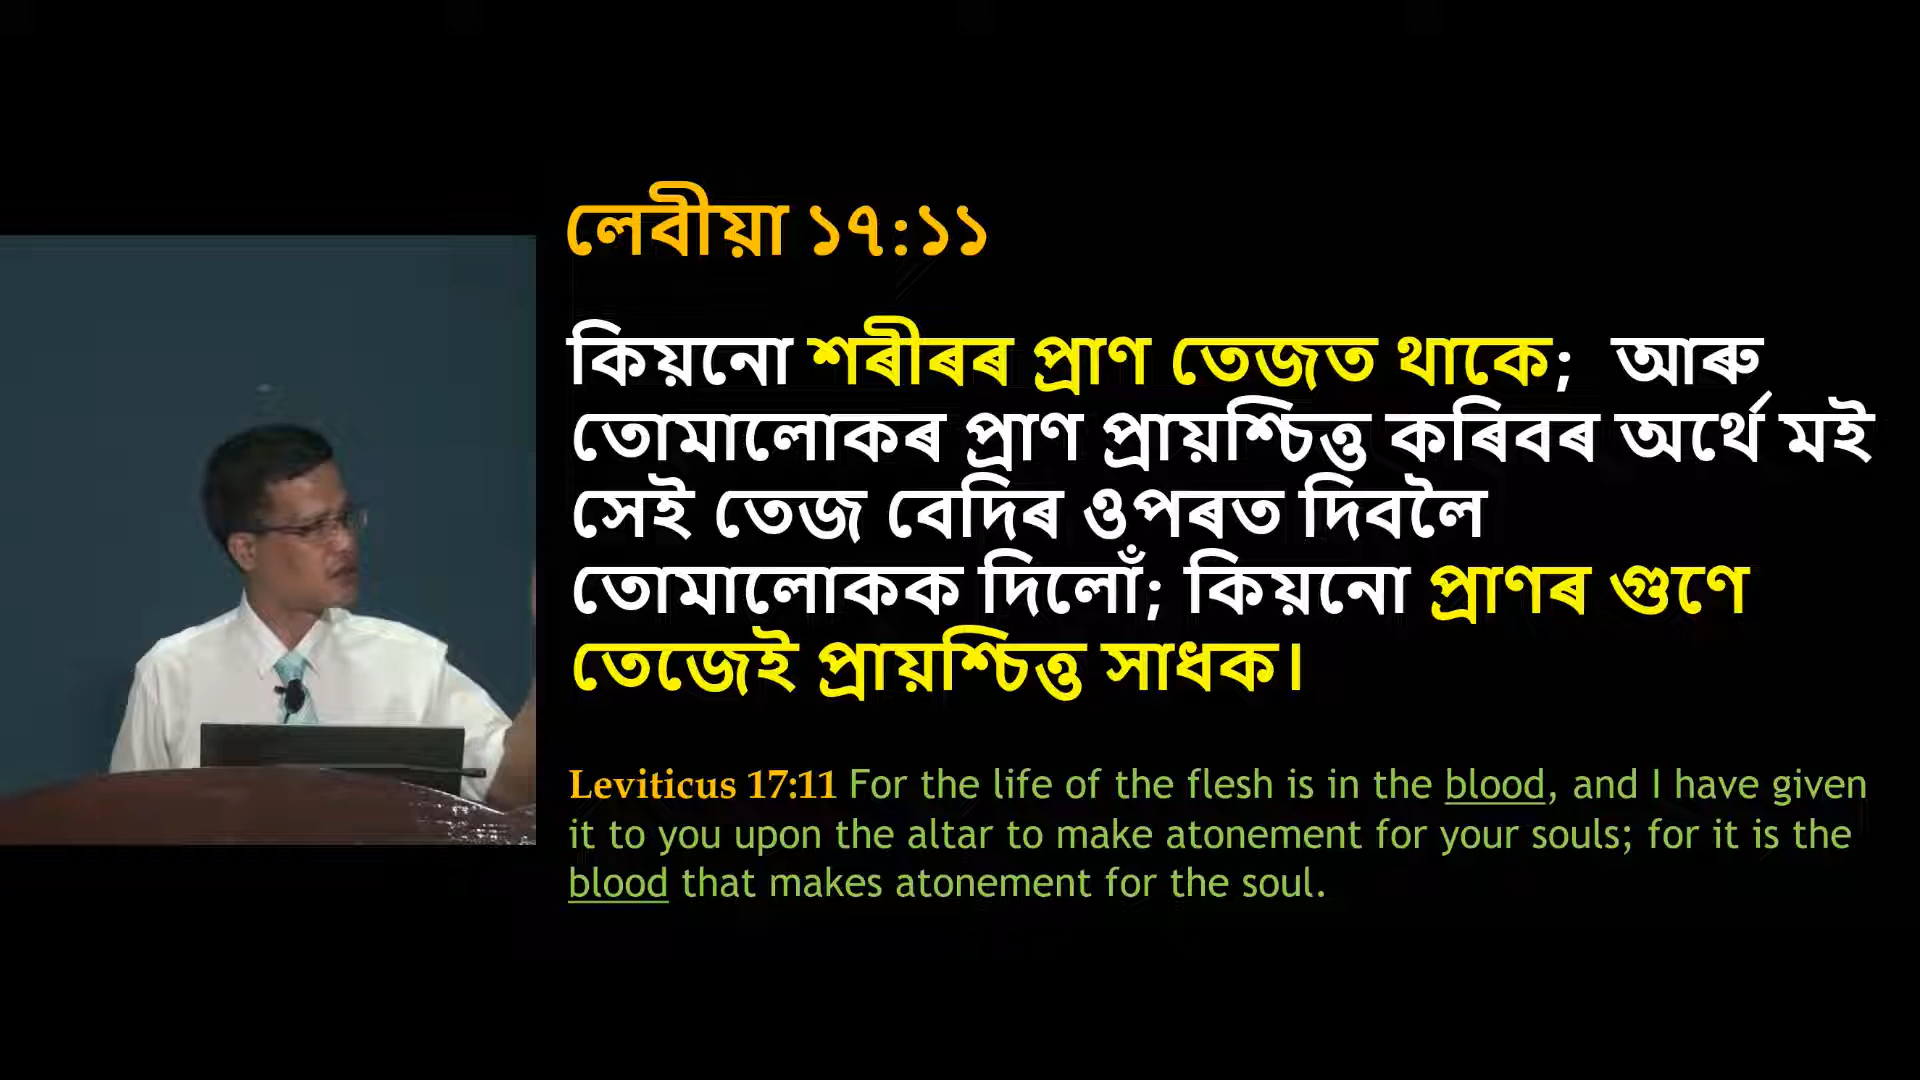 লেবীয়া ১৭:১১
কিয়নো শৰীৰৰ প্ৰাণ তেজত থাকে; আৰু
তোমালোকৰ প্ৰাণ প্ৰায়শ্চিত্ত কৰিবৰ অৰ্থে মই
সেই তেজ বেদিৰ ওপৰত দিবলৈ
তোমালোকক দিলোঁ; কিয়নো প্ৰাণৰ গুণে
তেজেই প্ৰায়শ্চিত্ত সাধক।
Leviticus 17:11 For the life of the flesh is in the blood, and I have given
it to you upon the altar to make atonement for your souls; for it is the
blood that makes atonement for the soul.